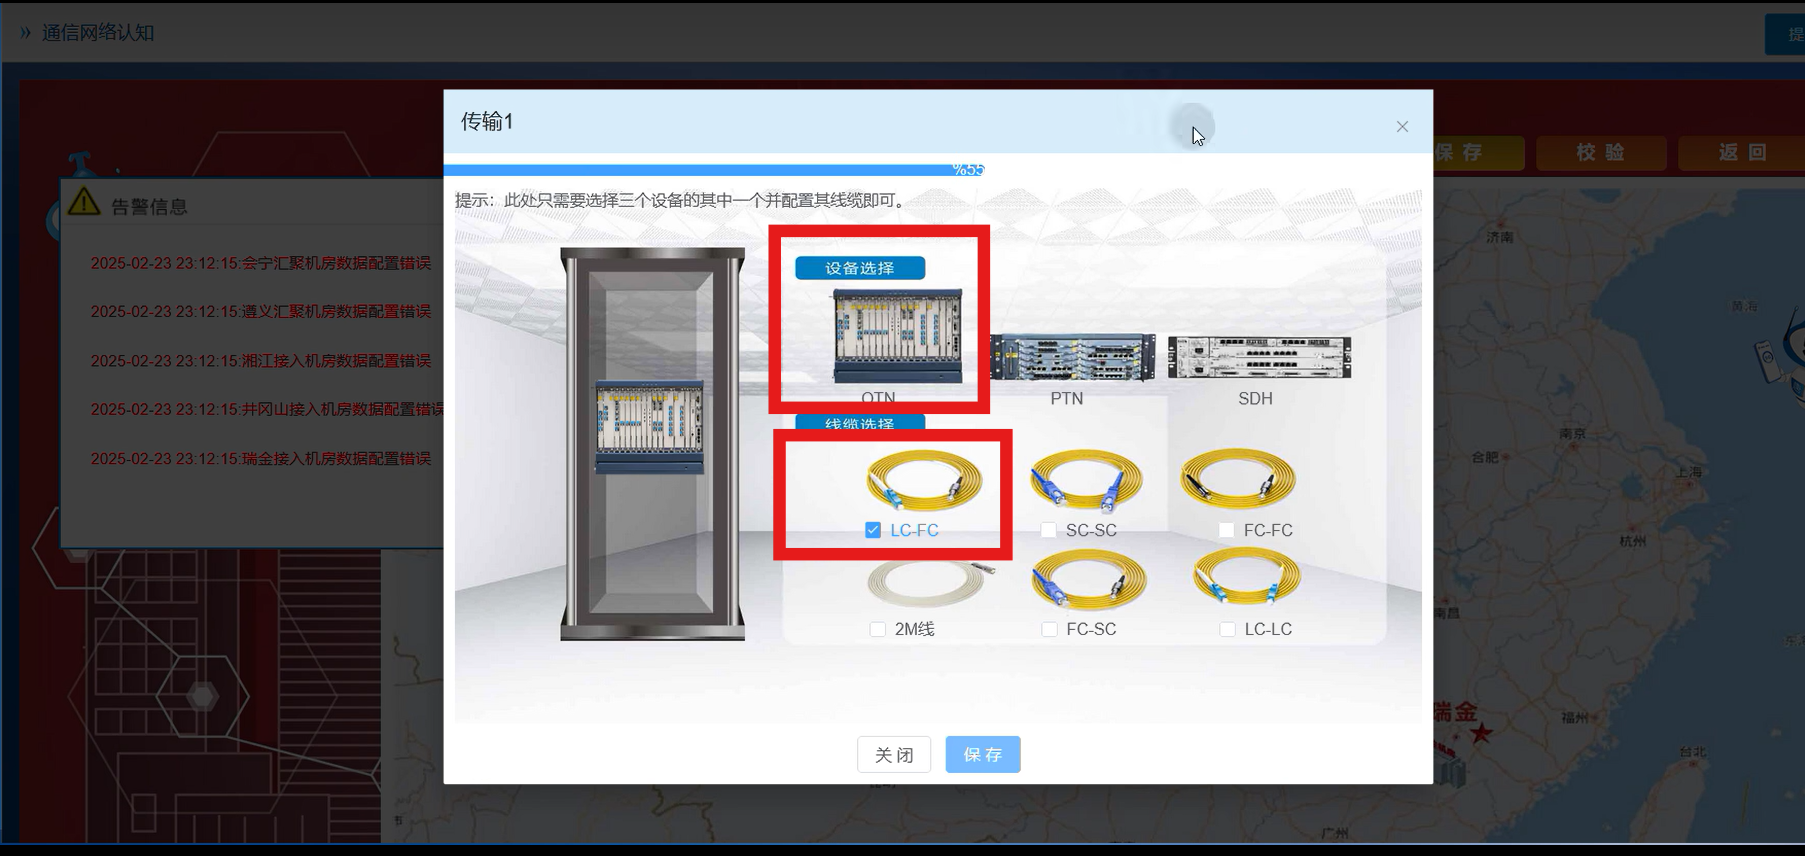 » 通信网络认知
提
传输1
×
保 存
校 验
返 回
%55
提示：此处只需要选择三个设备的其中一个并配置其线缆即可。
告警信息
2025-02-23 23:12:15:会宁汇聚机房数据配置错误
2025-02-23 23:12:15:遵义汇聚机房数据配置错误
2025-02-23 23:12:15:湘江接入机房数据配置错误
2025-02-23 23:12:15:井冈山接入机房数据配置错误
2025-02-23 23:12:15:瑞金接入机房数据配置错误
设备选择
OTN
PTN
SDH
线缆选择
LC-FC
SC-SC
FC-FC
2M线
FC-SC
LC-LC
关 闭
保 存
济南
黄海
南京
合肥
上海
杭州
南昌
瑞金
福州
台北
广州